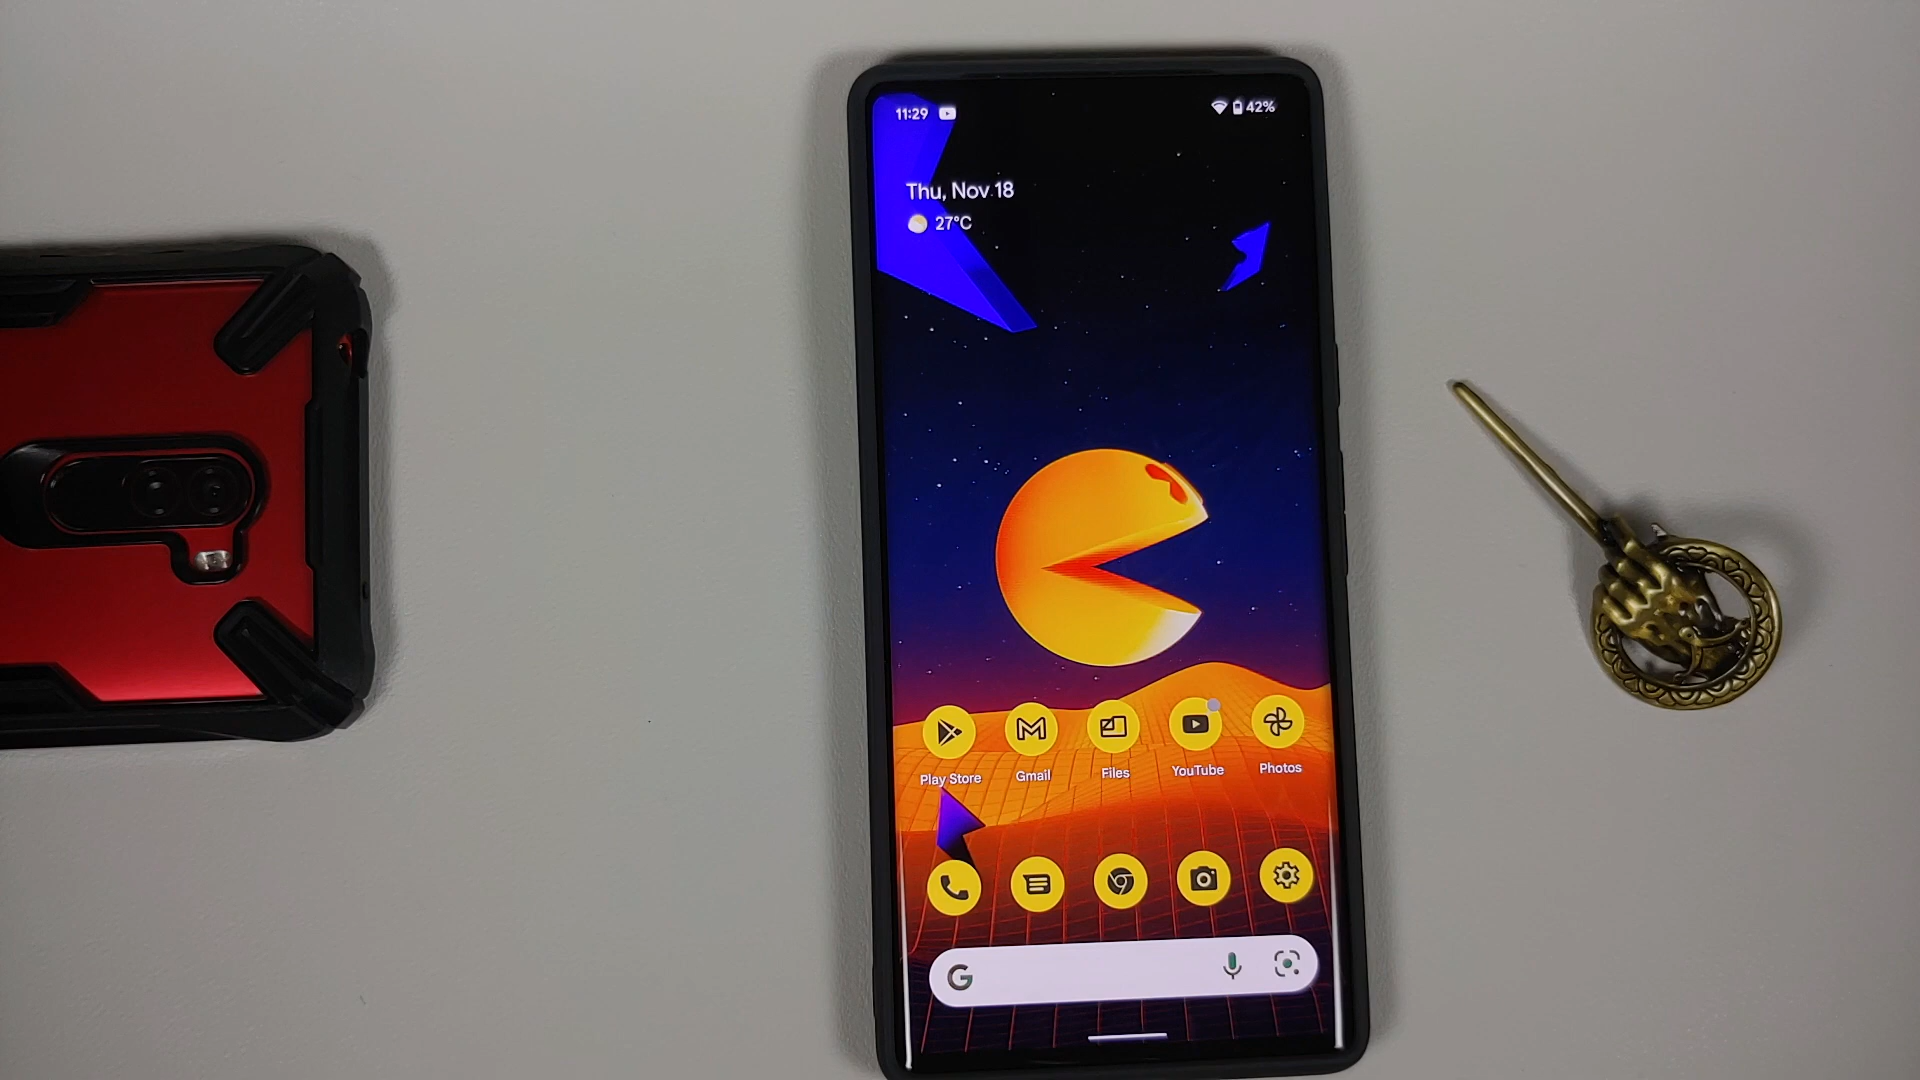 11:29
42%
Thu, Nov 18
27°C
Play Store
Gmail
Files
YouTube
Photos
G